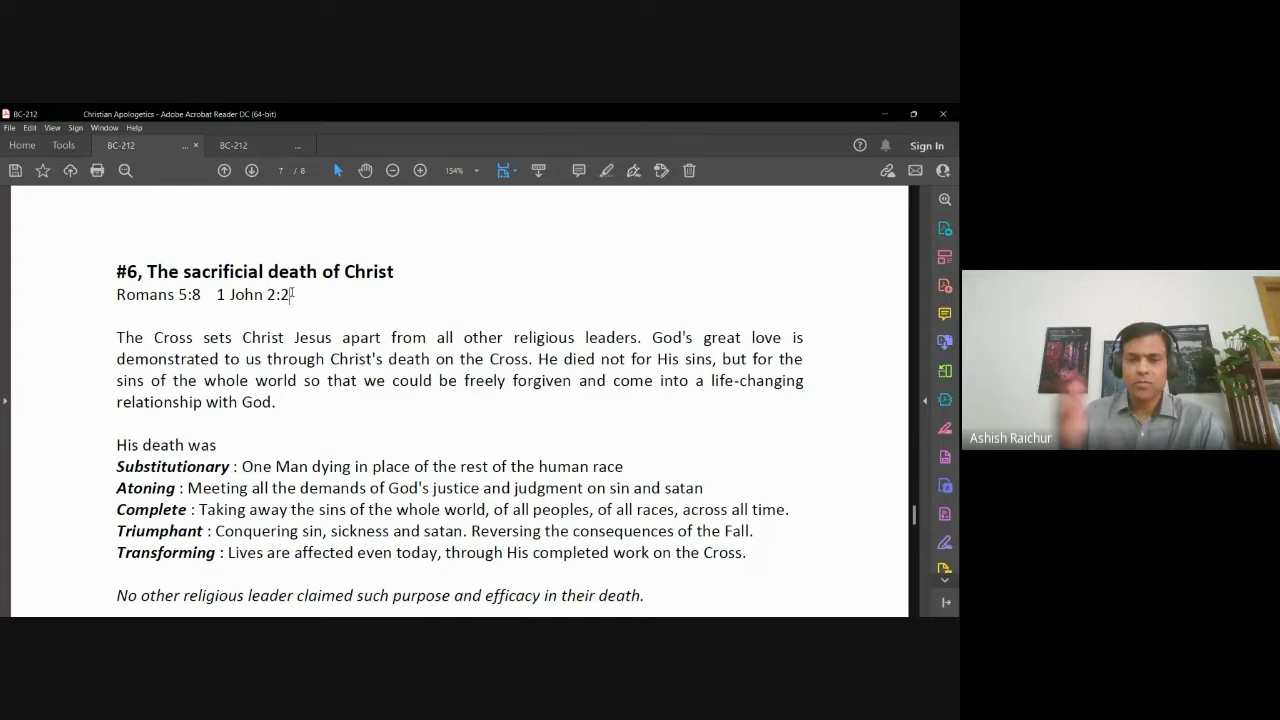 BC-212 Christian Apologetics - Adobe Acrobat Reader DC (64-bit)
File Edit View Sign Window Help
Home Tools BC-212 ... × BC-212 ...
Sign In
7 / 8 154%
#6, The sacrificial death of Christ
Romans 5:8 1 John 2:2
The Cross sets Christ Jesus apart from all other religious leaders. God's great love is
demonstrated to us through Christ's death on the Cross. He died not for His sins, but for the
sins of the whole world so that we could be freely forgiven and come into a life-changing
relationship with God.
His death was
Substitutionary : One Man dying in place of the rest of the human race
Atoning : Meeting all the demands of God's justice and judgment on sin and satan
Complete : Taking away the sins of the whole world, of all peoples, of all races, across all time.
Triumphant : Conquering sin, sickness and satan. Reversing the consequences of the Fall.
Transforming : Lives are affected even today, through His completed work on the Cross.
No other religious leader claimed such purpose and efficacy in their death.
Ashish Raichur